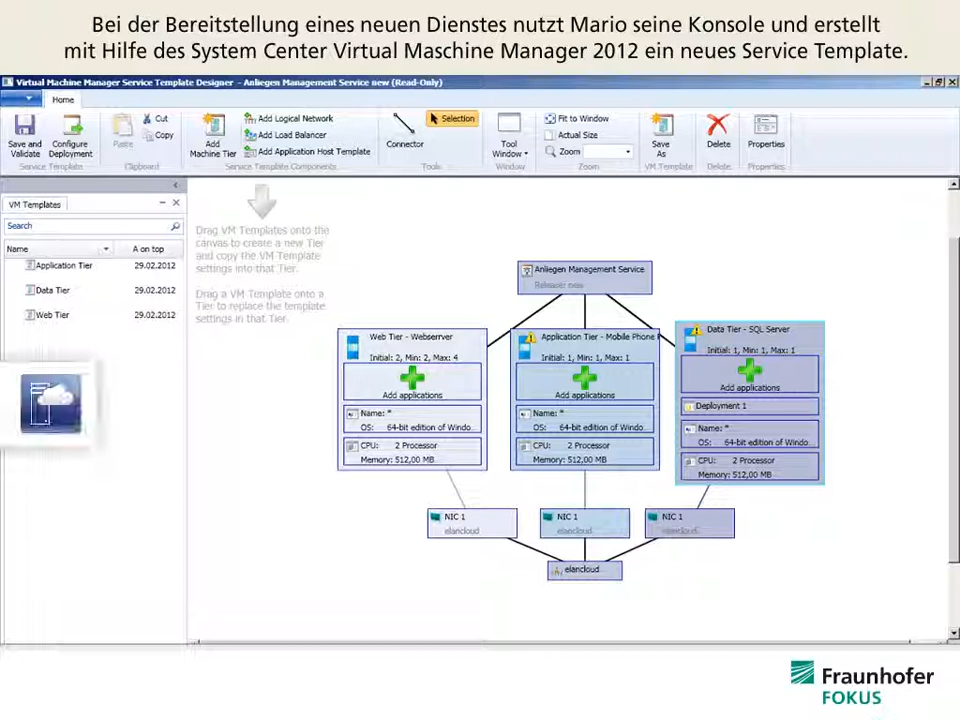 Bei der Bereitstellung eines neuen Dienstes nutzt Mario seine Konsole und erstellt
mit Hilfe des System Center Virtual Maschine Manager 2012 ein neues Service Template.
Virtual Machine Manager Service Template Designer - Anliegen Management Service new (Read-Only)
Home
Save and Validate
Configure Deployment
Service Template
Paste
Cut
Copy
Clipboard
Add Machine Tier
Add Logical Network
Add Load Balancer
Add Application Host Template
Service Template Components
Connector
Selection
Tools
Tool Window
Window
Fit to Window
Actual Size
Zoom
Zoom
Save As
VM Template
Delete
Delete
Properties
Properties
VM Templates
Search
Name
A on top
Application Tier 29.02.2012
Data Tier 29.02.2012
Web Tier 29.02.2012
Drag VM Templates onto the
canvas to create a new Tier
and copy the VM Template
settings into that Tier.
Drag a VM Template onto a
Tier to replace the template
settings in that Tier.
Anliegen Management Service
Release: new
Web Tier - Webserver
Initial: 2, Min: 2, Max: 4
Add applications
Name: *
OS: 64-bit edition of Windo...
CPU: 2 Processor
Memory: 512,00 MB
Application Tier - Mobile Phone
Initial: 1, Min: 1, Max: 1
Add applications
Name: *
OS: 64-bit edition of Windo...
CPU: 2 Processor
Memory: 512,00 MB
Data Tier - SQL Server
Initial: 1, Min: 1, Max: 1
Add applications
Deployment 1
Name: *
OS: 64-bit edition of Windo...
CPU: 2 Processor
Memory: 512,00 MB
NIC 1
elancloud
NIC 1
elancloud
NIC 1
elancloud
elancloud
Fraunhofer
FOKUS